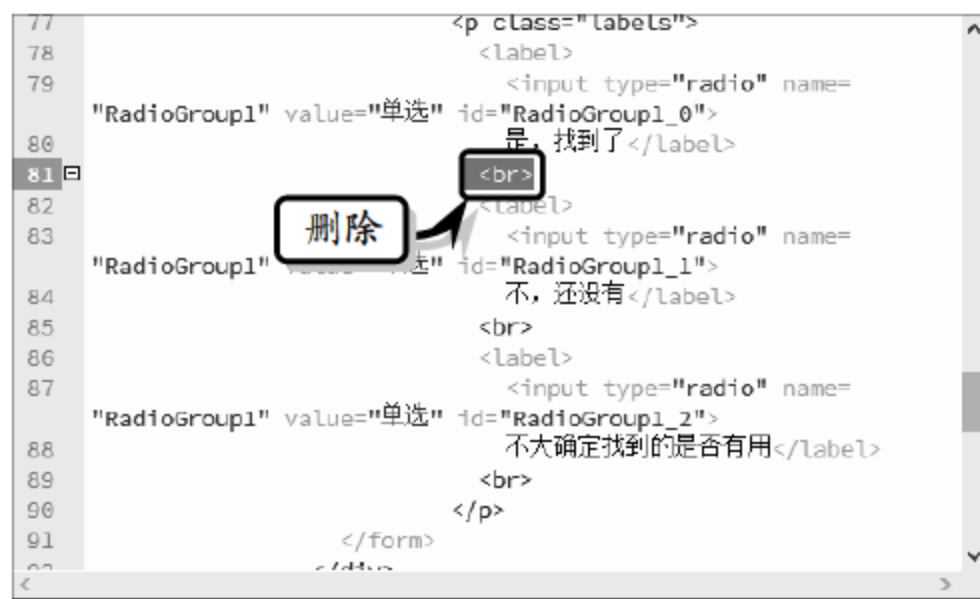 77 <p class="labels">
78 <label>
79 <input type="radio" name=
"RadioGroup1" value="单选" id="RadioGroup1_0">
80 是，找到了</label>
81 <br>
82 <label>
删除
83 <input type="radio" name=
"RadioGroup1" id="RadioGroup1_1">
84 不，还没有</label>
85 <br>
86 <label>
87 <input type="radio" name=
"RadioGroup1" value="单选" id="RadioGroup1_2">
88 不大确定找到的是否有用</label>
89 <br>
90 </p>
91 </form>
92 </div>